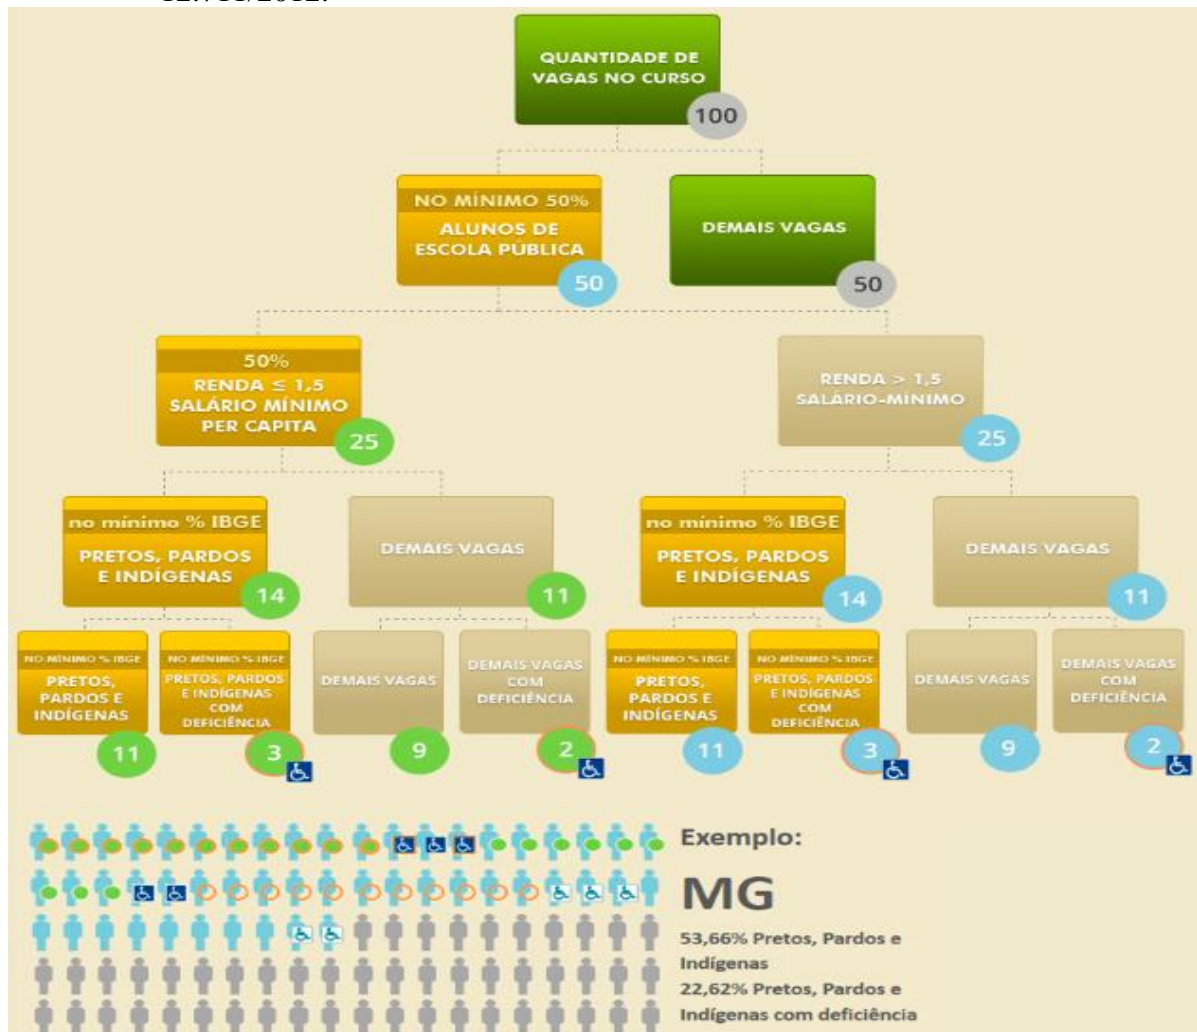 12.711/2012.
QUANTIDADE DE
VAGAS NO CURSO
100
NO MÍNIMO 50%
ALUNOS DE
ESCOLA PÚBLICA
50
DEMAIS VAGAS
50
50%
RENDA ≤ 1,5
SALÁRIO MÍNIMO
PER CAPITA
25
RENDA > 1,5
SALÁRIO-MÍNIMO
25
no mínimo % IBGE
PRETOS, PARDOS
E INDÍGENAS
14
DEMAIS VAGAS
11
no mínimo % IBGE
PRETOS, PARDOS
E INDÍGENAS
14
DEMAIS VAGAS
11
NO MÍNIMO % IBGE
PRETOS,
PARDOS E
INDÍGENAS
11
NO MÍNIMO % IBGE
PRETOS, PARDOS
E INDÍGENAS
COM
DEFICIÊNCIA
3
DEMAIS VAGAS
9
DEMAIS VAGAS
COM
DEFICIÊNCIA
2
NO MÍNIMO % IBGE
PRETOS,
PARDOS E
INDÍGENAS
11
NO MÍNIMO % IBGE
PRETOS, PARDOS
E INDÍGENAS
COM
DEFICIÊNCIA
3
DEMAIS VAGAS
9
DEMAIS VAGAS
COM
DEFICIÊNCIA
2
Exemplo:
MG
53,66% Pretos, Pardos e
Indígenas
22,62% Pretos, Pardos e
Indígenas com deficiência